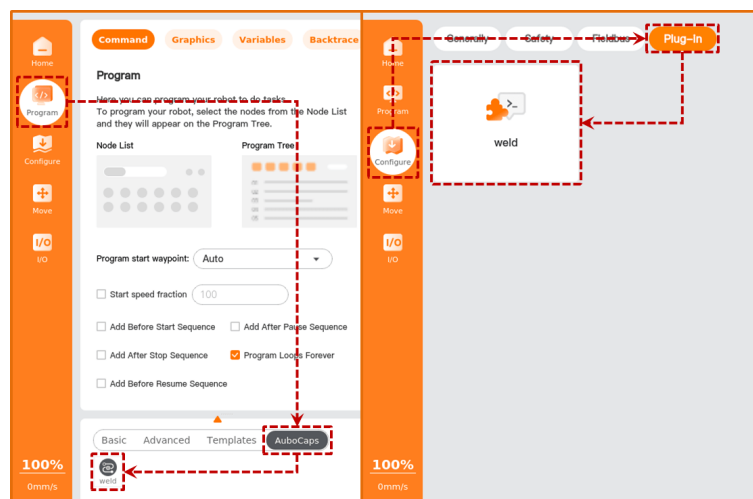 Home
Program
Configure
Move
I/O
I/O
100%
0mm/s
Command Graphics Variables Backtrace
Program
Here you can program your robot to do tasks.
To program your robot, select the nodes from the Node List
and they will appear on the Program Tree.
Node List Program Tree
Program start waypoint: Auto
Start speed fraction 100
Add Before Start Sequence Add After Pause Sequence
Add After Stop Sequence Program Loops Forever
Add Before Resume Sequence
Basic Advanced Templates AuboCaps
weld
Home
Program
Configure
Move
I/O
I/O
100%
0mm/s
Generally Safety Fieldbus Plug-In
weld